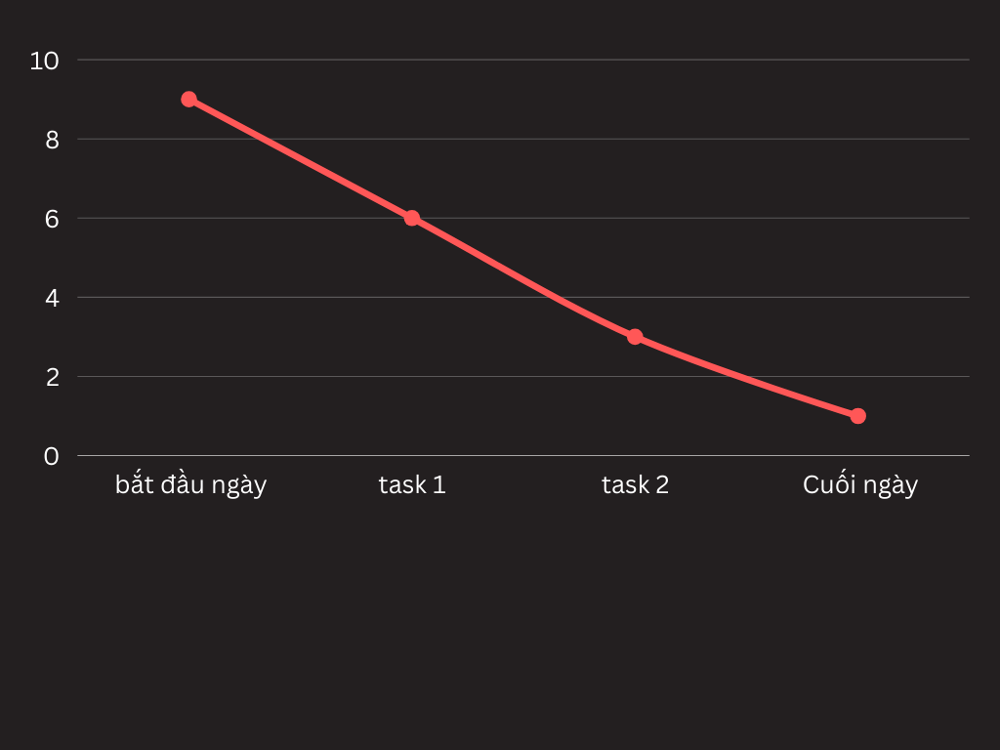 10
8
6
4
2
0
bắt đầu ngày
task 1
task 2
Cuối ngày